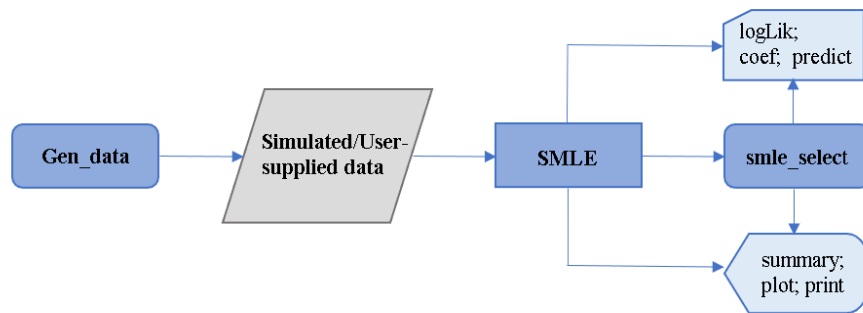 logLik;
coef; predict
Gen_data
Simulated/User-
supplied data
SMLE
smle_select
summary;
plot; print